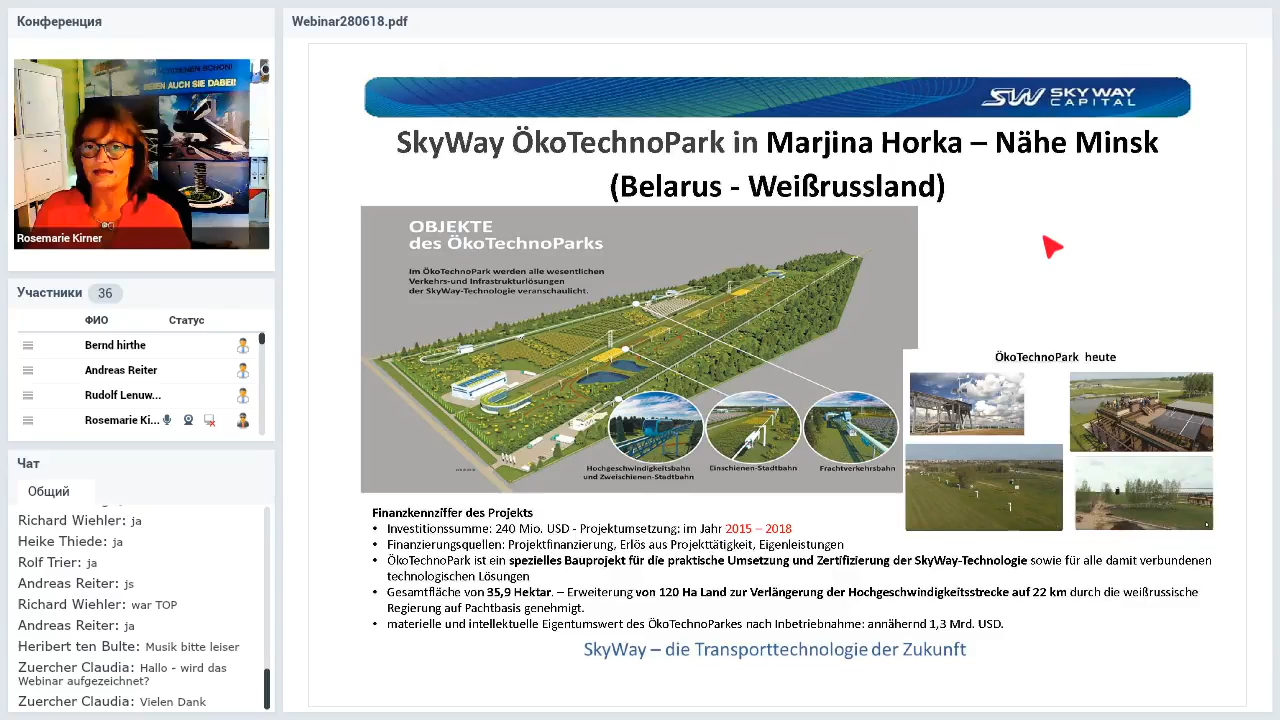 Конференция
GEBEN AUCH SIE DABEI!
Rosemarie Kirner
Участники 36
ФИО Статус
Bernd hirthe
Andreas Reiter
Rudolf Lenuw...
Rosemarie Ki...
Чат
Общий
Richard Wiehler: ja
Heike Thiede: ja
Rolf Trier: ja
Andreas Reiter: js
Richard Wiehler: war TOP
Andreas Reiter: ja
Heribert ten Bulte: Musik bitte leiser
Zuercher Claudia: Hallo - wird das
Webinar aufgezeichnet?
Zuercher Claudia: Vielen Dank
Webinar280618.pdf
SW SKY WAY
CAPITAL
SkyWay ÖkoTechnoPark in Marjina Horka – Nähe Minsk
(Belarus - Weißrussland)
OBJEKTE
des ÖkoTechnoParks
Im ÖkoTechnoPark werden alle wesentlichen
Verkehrs-und Infrastrukturlösungen
der SkyWay-Technologie veranschaulicht.
Hochgeschwindigkeitsbahn
und Zweischienen-Stadtbahn
Einschienen-Stadtbahn
Frachtverkehrsbahn
ÖkoTechnoPark heute
Finanzkennziffer des Projekts
• Investitionssumme: 240 Mio. USD - Projektumsetzung: im Jahr 2015 – 2018
• Finanzierungsquellen: Projektfinanzierung, Erlös aus Projekttätigkeit, Eigenleistungen
• ÖkoTechnoPark ist ein spezielles Bauprojekt für die praktische Umsetzung und Zertifizierung der SkyWay-Technologie sowie für alle damit verbundenen
technologischen Lösungen
• Gesamtfläche von 35,9 Hektar. – Erweiterung von 120 Ha Land zur Verlängerung der Hochgeschwindigkeitsstrecke auf 22 km durch die weißrussische
Regierung auf Pachtbasis genehmigt.
• materielle und intellektuelle Eigentumswert des ÖkoTechnoParkes nach Inbetriebnahme: annähernd 1,3 Mrd. USD.
SkyWay – die Transporttechnologie der Zukunft